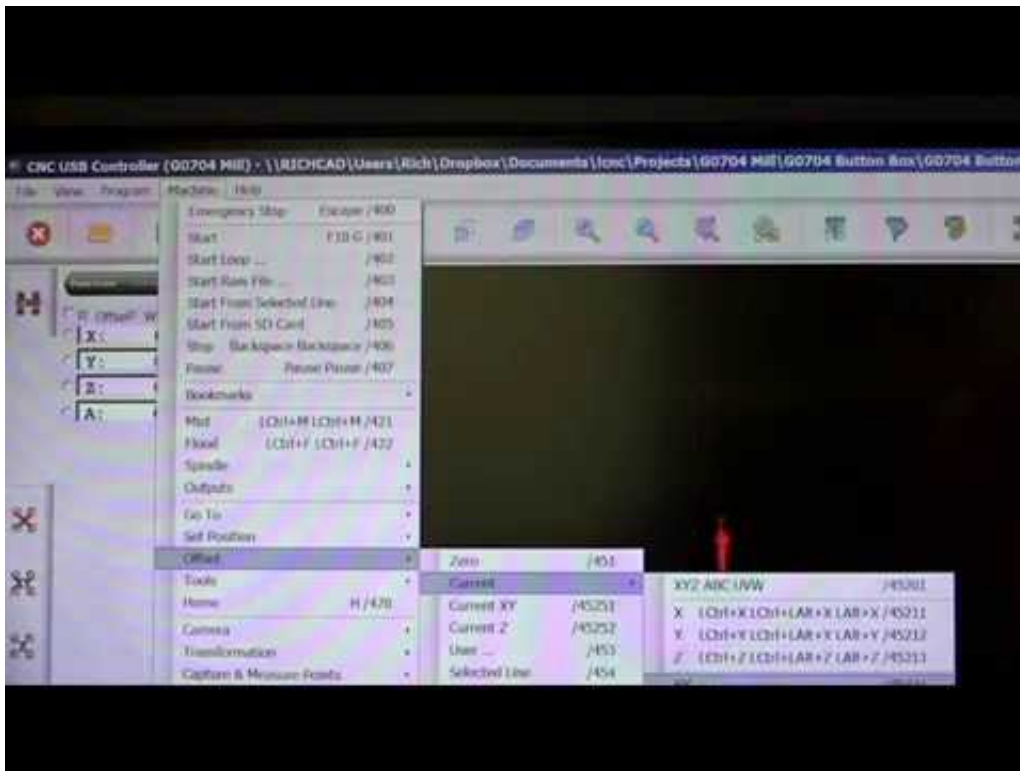 CNC USB Controller (G0704 Mill) - \\RICHCAD\Users\Rich\Dropbox\Documents\1cnc\Projects\G0704 Mill\G0704 Button Box\G0704 Button
File View Program Machine Help
Emergency Stop Escape /400
Start F10 G /401
Start Loop ... /402
Start Raw File ... /403
Start From Selected Line /404
Start From SD Card /405
Stop Backspace Backspace /406
Pause Pause Pause /407
Bookmarks
Mist LCtrl+M LCtrl+M /421
Flood LCtrl+F LCtrl+F /422
Spindle
Outputs
Go To
Set Position
Offset
Tools
Home H /470
Camera
Transformation
Capture & Measure Points
Offset
X:
Y:
Z:
A:
Zero /451
Current
Current XY /45251
Current Z /45252
User ... /453
Selected Line /454
XYZ ABC UVW /45201
X LCtrl+X LCtrl+LAlt+X LAlt+X /45211
Y LCtrl+Y LCtrl+LAlt+Y LAlt+Y /45212
Z LCtrl+Z LCtrl+LAlt+Z LAlt+Z /45213